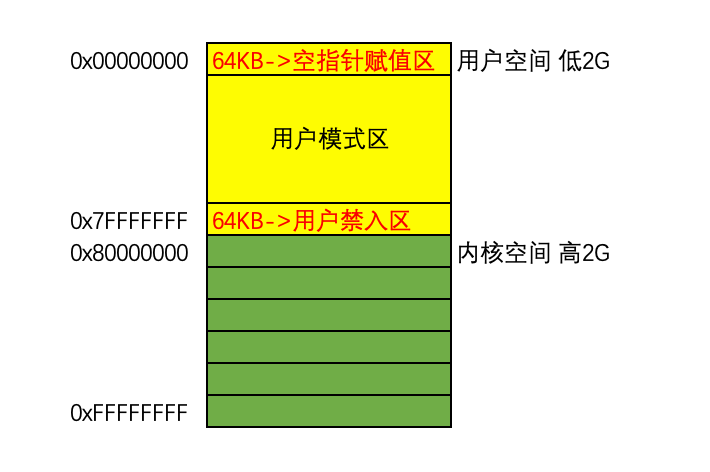 0x00000000 64KB->空指针赋值区 用户空间 低2G
用户模式区
0x7FFFFFFF 64KB->用户禁入区
0x80000000 内核空间 高2G
0xFFFFFFFF